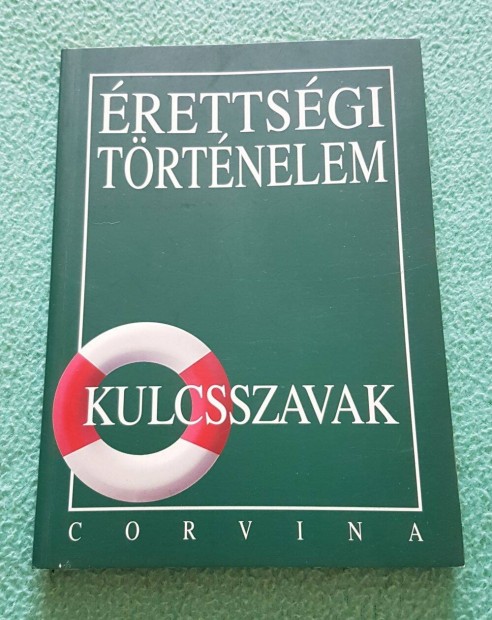 ÉRETTSÉGI
TÖRTÉNELEM
KULCSSZAVAK
CORVINA